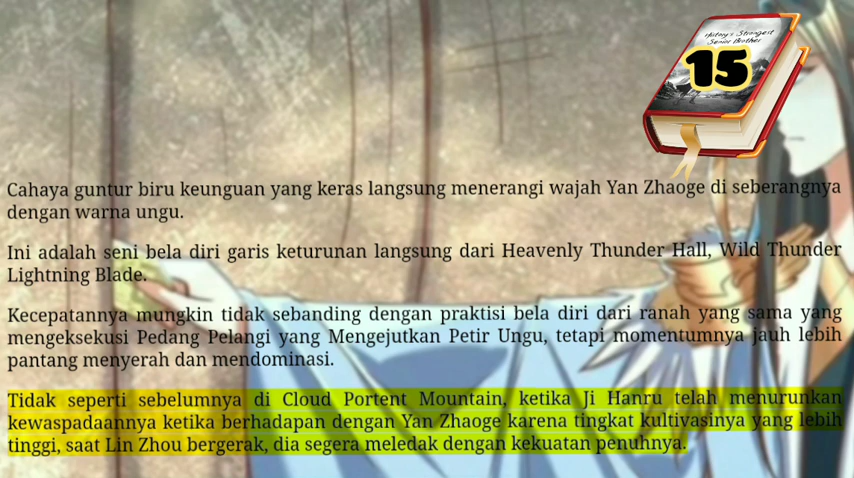 History's Strongest
Senior Brother
15
Cahaya guntur biru keunguan yang keras langsung menerangi wajah Yan Zhaoge di seberangnya
dengan warna ungu.
Ini adalah seni bela diri garis keturunan langsung dari Heavenly Thunder Hall, Wild Thunder
Lightning Blade.
Kecepatannya mungkin tidak sebanding dengan praktisi bela diri dari ranah yang sama yang
mengeksekusi Pedang Pelangi yang Mengejutkan Petir Ungu, tetapi momentumnya jauh lebih
pantang menyerah dan mendominasi.
Tidak seperti sebelumnya di Cloud Portent Mountain, ketika Ji Hanru telah menurunkan
kewaspadaannya ketika berhadapan dengan Yan Zhaoge karena tingkat kultivasinya yang lebih
tinggi, saat Lin Zhou bergerak, dia segera meledak dengan kekuatan penuhnya.